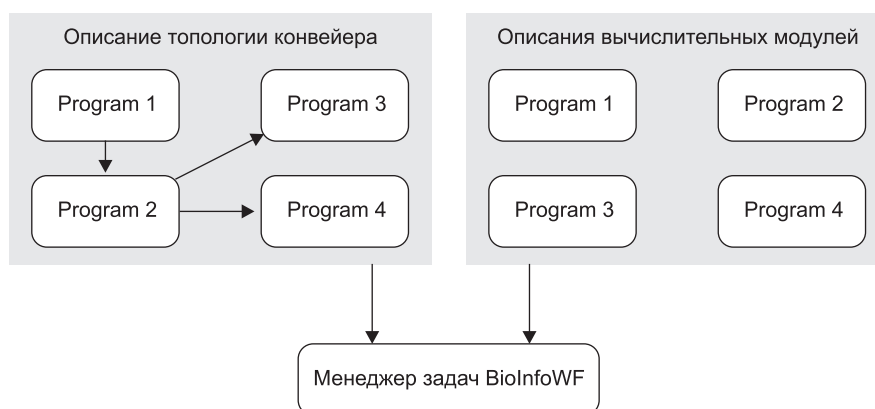 Описание топологии конвейера
Program 1
Program 3
Program 2
Program 4
Описания вычислительных модулей
Program 1
Program 2
Program 3
Program 4
Менеджер задач BioInfoWF